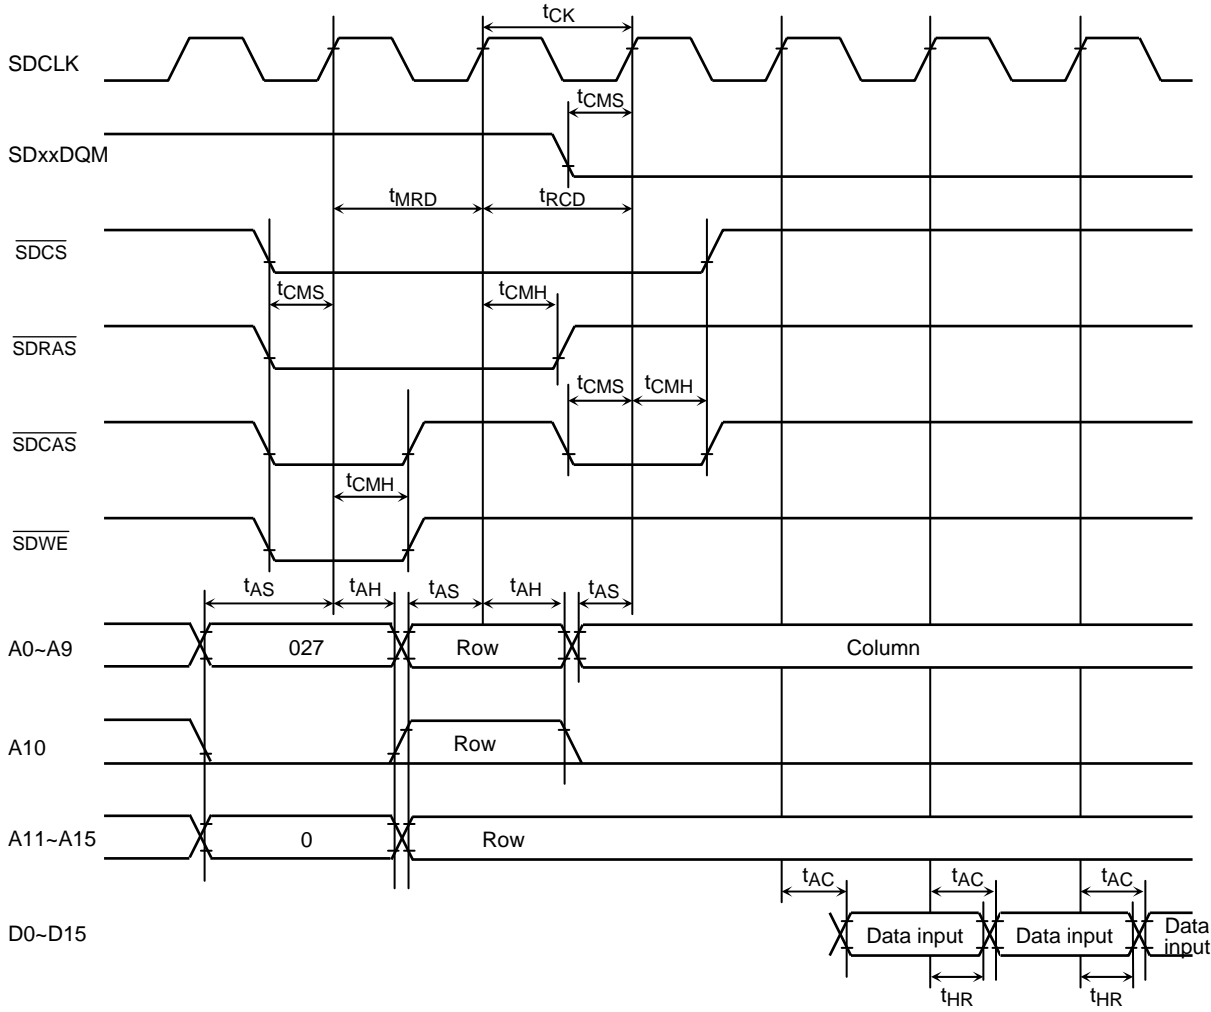 tCK
SDCLK
tCMS
SDxxDQM
tMRD tRCD
SDCS
tCMS tCMH
SDRAS
tCMS tCMH
SDCAS
tCMH
SDWE
tAS tAH tAS tAH tAS
A0~A9 027 Row Column
A10 Row
A11~A15 0 Row
tAC tAC tAC
D0~D15 Data input Data input Data input
tHR tHR